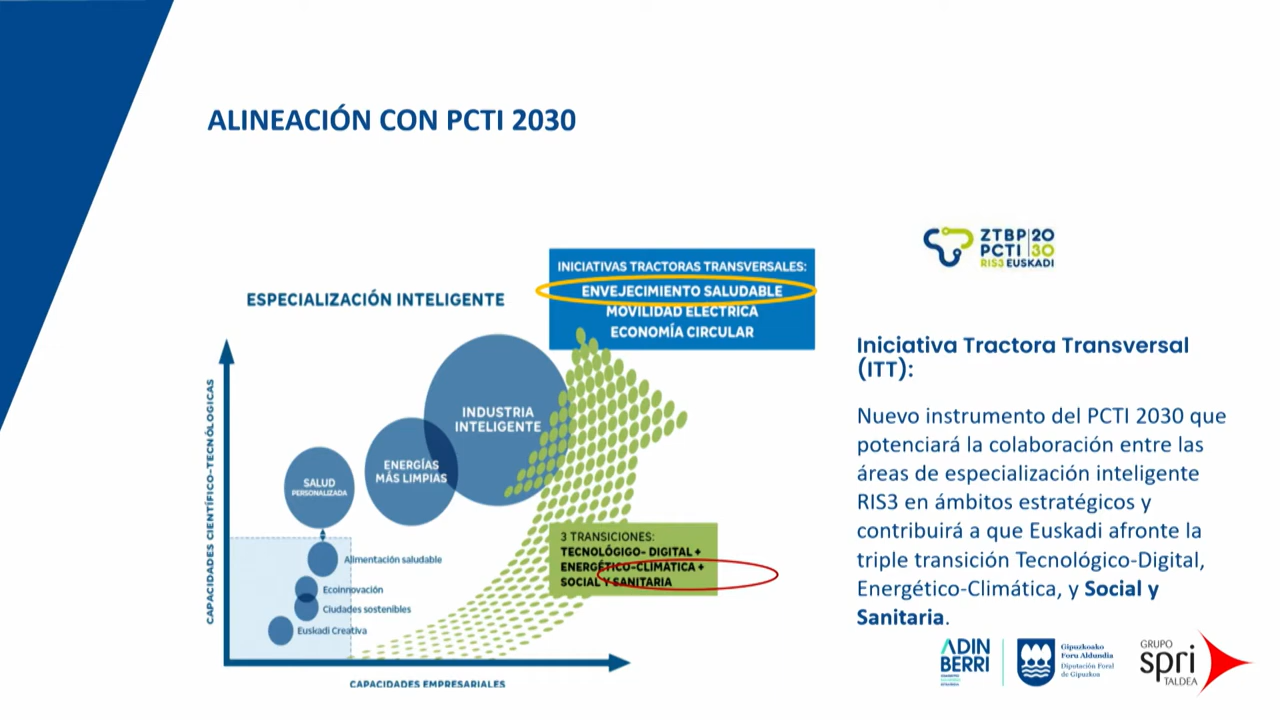 ALINEACIÓN CON PCTI 2030
ZTBP|20
PCTI|30
RIS3 EUSKADI
ESPECIALIZACIÓN INTELIGENTE
INICIATIVAS TRACTORAS TRANSVERSALES:
ENVEJECIMIENTO SALUDABLE
MOVILIDAD ELÉCTRICA
ECONOMÍA CIRCULAR
CAPACIDADES CIENTÍFICO-TECNÓLOGICAS
INDUSTRIA
INTELIGENTE
ENERGÍAS
MÁS LIMPIAS
SALUD
PERSONALIZADA
Alimentación saludable
Ecoinnovación
Ciudades sostenibles
Euskadi Creativa
3 TRANSICIONES:
TECNOLÓGIGO- DIGITAL +
ENERGÉTICO-CLIMÁTICA +
SOCIAL Y SANITARIA
CAPACIDADES EMPRESARIALES
Iniciativa Tractora Transversal
(ITT):
Nuevo instrumento del PCTI 2030 que
potenciará la colaboración entre las
áreas de especialización inteligente
RIS3 en ámbitos estratégicos y
contribuirá a que Euskadi afronte la
triple transición Tecnológico-Digital,
Energético-Climática, y Social y
Sanitaria.
ADIN
BERRI
Gipuzkoako
Foru Aldundia
Diputación Foral
de Gipuzkoa
GRUPO
spri
TALDEA